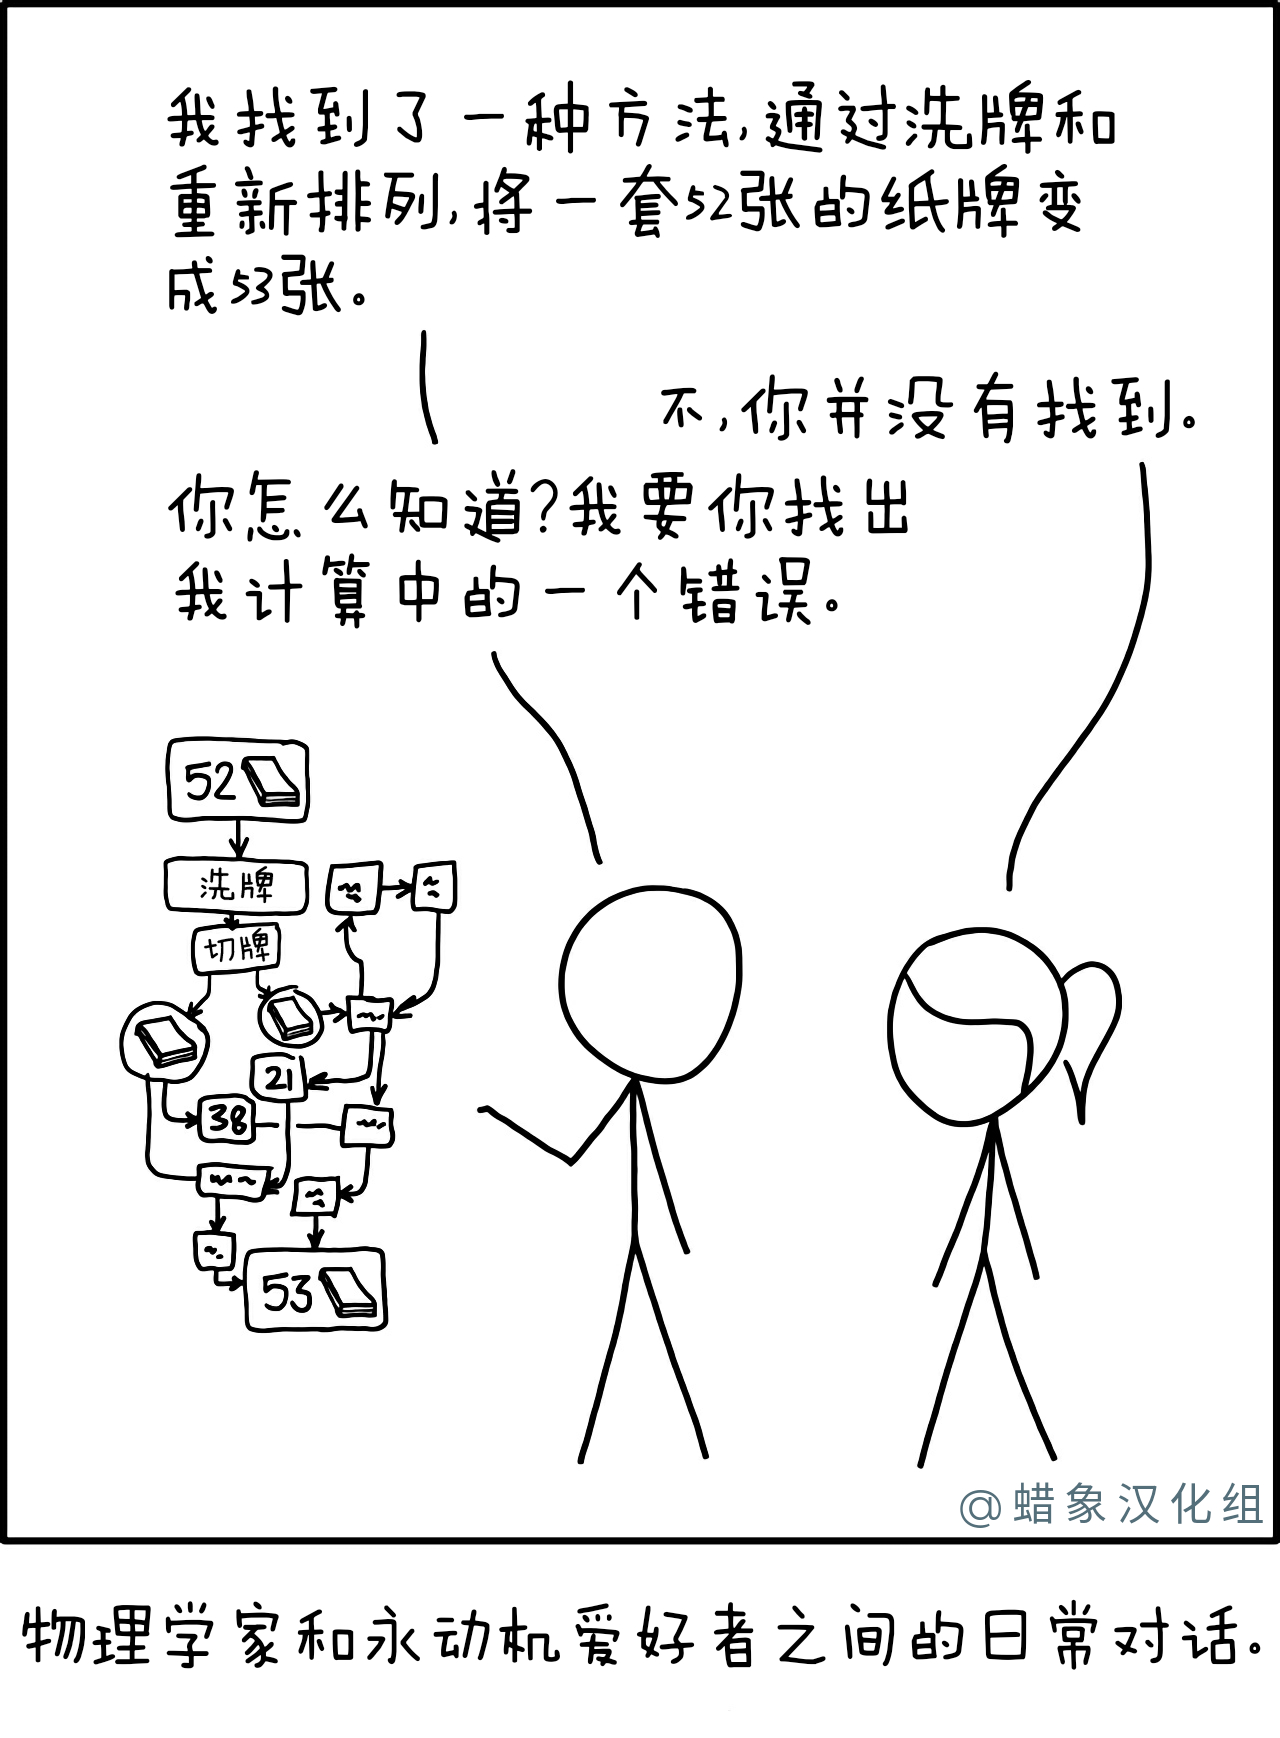 我找到了一种方法,通过洗牌和
重新排列,将一套52张的纸牌变
成53张。
不,你并没有找到。
你怎么知道?我要你找出
我计算中的一个错误。
52
洗牌
切牌
21
38
53
@蜡象汉化组
物理学家和永动机爱好者之间的日常对话。